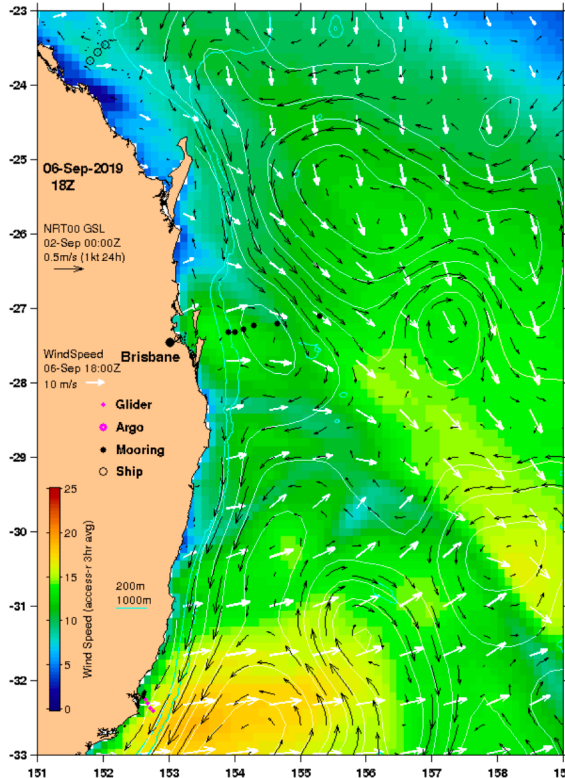 -23
-24
-25
-26
-27
-28
-29
-30
-31
-32
-33
06-Sep-2019
18Z
NRT00 GSL
02-Sep 00:00Z
0.5m/s (1kt 24h)
Brisbane
WindSpeed
06-Sep 18:00Z
10 m/s
Glider
Argo
Mooring
Ship
25
20
15
10
5
0
Wind Speed (access-r 3hr avg)
200m
1000m
151 152 153 154 155 156 157 158 159